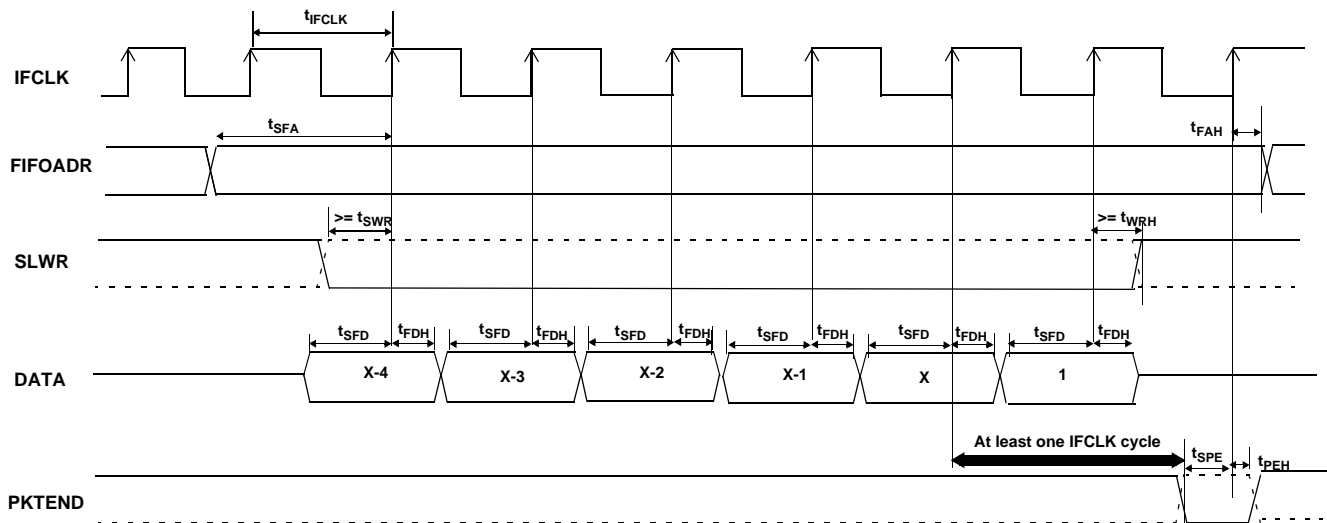 tIFCLK
IFCLK
tSFA
tFAH
FIFOADR
>= tSWR
>= tWRH
SLWR
tSFD tFDH tSFD tFDH tSFD tFDH tSFD tFDH tSFD tFDH tSFD tFDH
DATA X-4 X-3 X-2 X-1 X 1
At least one IFCLK cycle
tSPE
tPEH
PKTEND